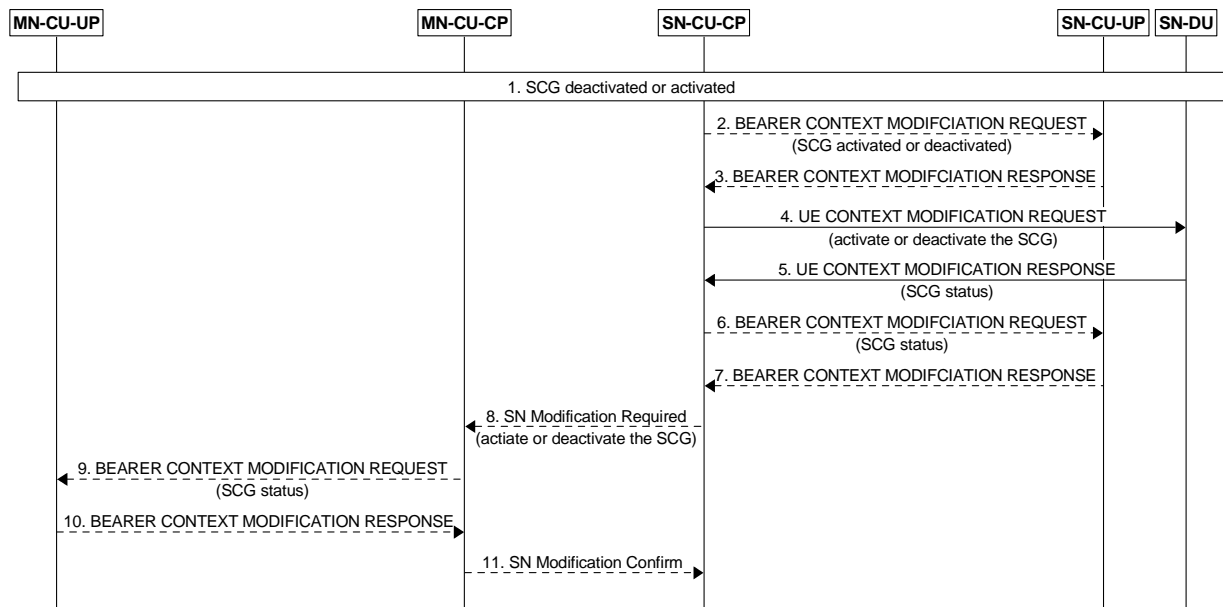 MN-CU-UP
MN-CU-CP
SN-CU-CP
SN-CU-UP
SN-DU
1. SCG deactivated or activated
2. BEARER CONTEXT MODIFCIATION REQUEST
(SCG activated or deactivated)
3. BEARER CONTEXT MODIFCIATION RESPONSE
4. UE CONTEXT MODIFICATION REQUEST
(activate or deactivate the SCG)
5. UE CONTEXT MODIFICATION RESPONSE
(SCG status)
6. BEARER CONTEXT MODIFCIATION REQUEST
(SCG status)
7. BEARER CONTEXT MODIFCIATION RESPONSE
8. SN Modification Required
(actiate or deactivate the SCG)
9. BEARER CONTEXT MODIFICATION REQUEST
(SCG status)
10. BEARER CONTEXT MODIFICATION RESPONSE
11. SN Modification Confirm